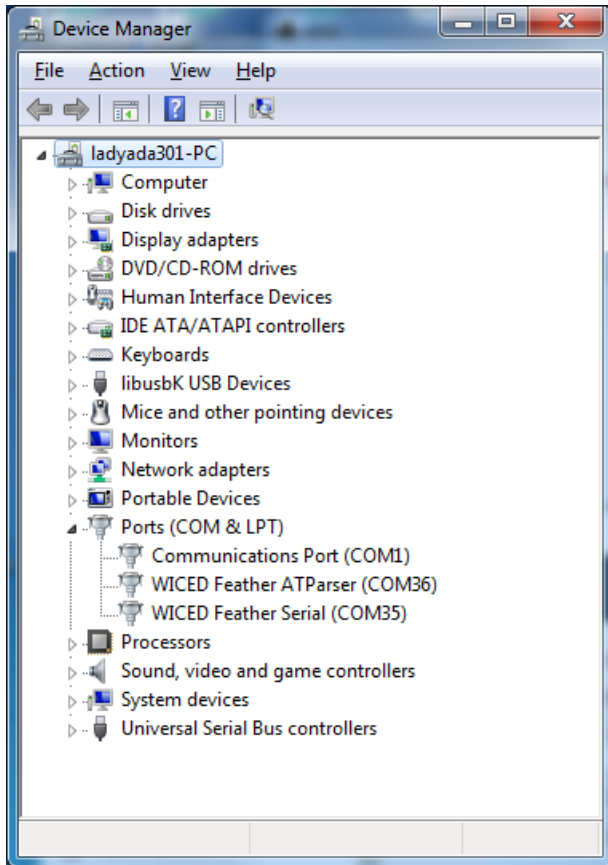 Device Manager
File Action View Help
ladyada301-PC
Computer
Disk drives
Display adapters
DVD/CD-ROM drives
Human Interface Devices
IDE ATA/ATAPI controllers
Keyboards
libusbK USB Devices
Mice and other pointing devices
Monitors
Network adapters
Portable Devices
Ports (COM & LPT)
Communications Port (COM1)
WICED Feather ATParser (COM36)
WICED Feather Serial (COM35)
Processors
Sound, video and game controllers
System devices
Universal Serial Bus controllers